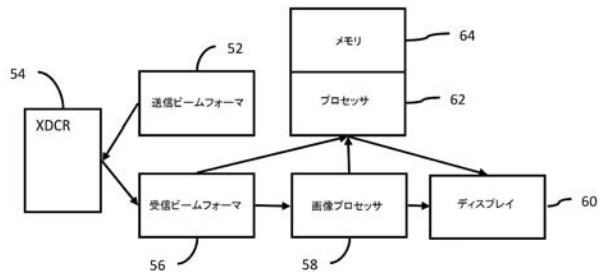 メモリ
64
52
54
プロセッサ
62
送信ビームフォーマ
XDCR
受信ビームフォーマ
画像プロセッサ
ディスプレイ
60
56
58